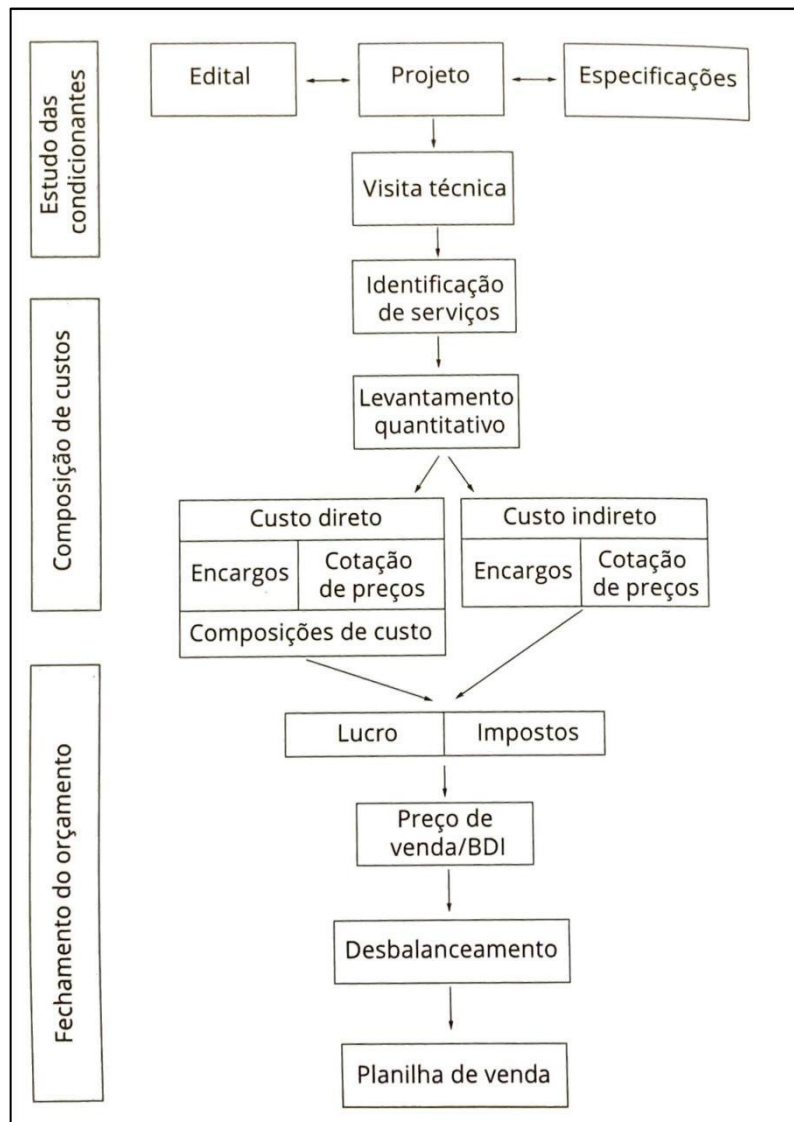 Estudo das
condicionantes
Edital
Projeto
Especificações
Visita técnica
Identificação
de serviços
Composição de custos
Levantamento
quantitativo
Custo direto
Encargos
Cotação
de preços
Composições de custo
Custo indireto
Encargos
Cotação
de preços
Fechamento do orçamento
Lucro
Impostos
Preço de
venda/BDI
Desbalanceamento
Planilha de venda